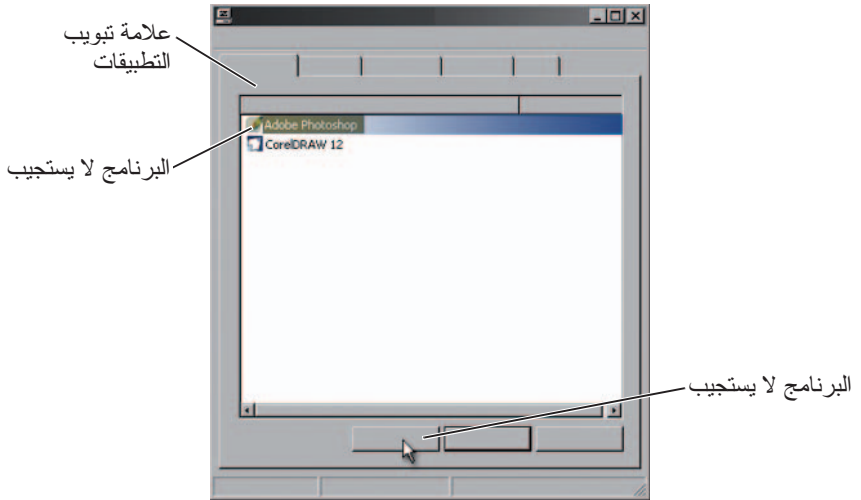 علامة تبويب
التطبيقات
Adobe Photoshop
CorelDRAW 12
البرنامج لا يستجيب
البرنامج لا يستجيب